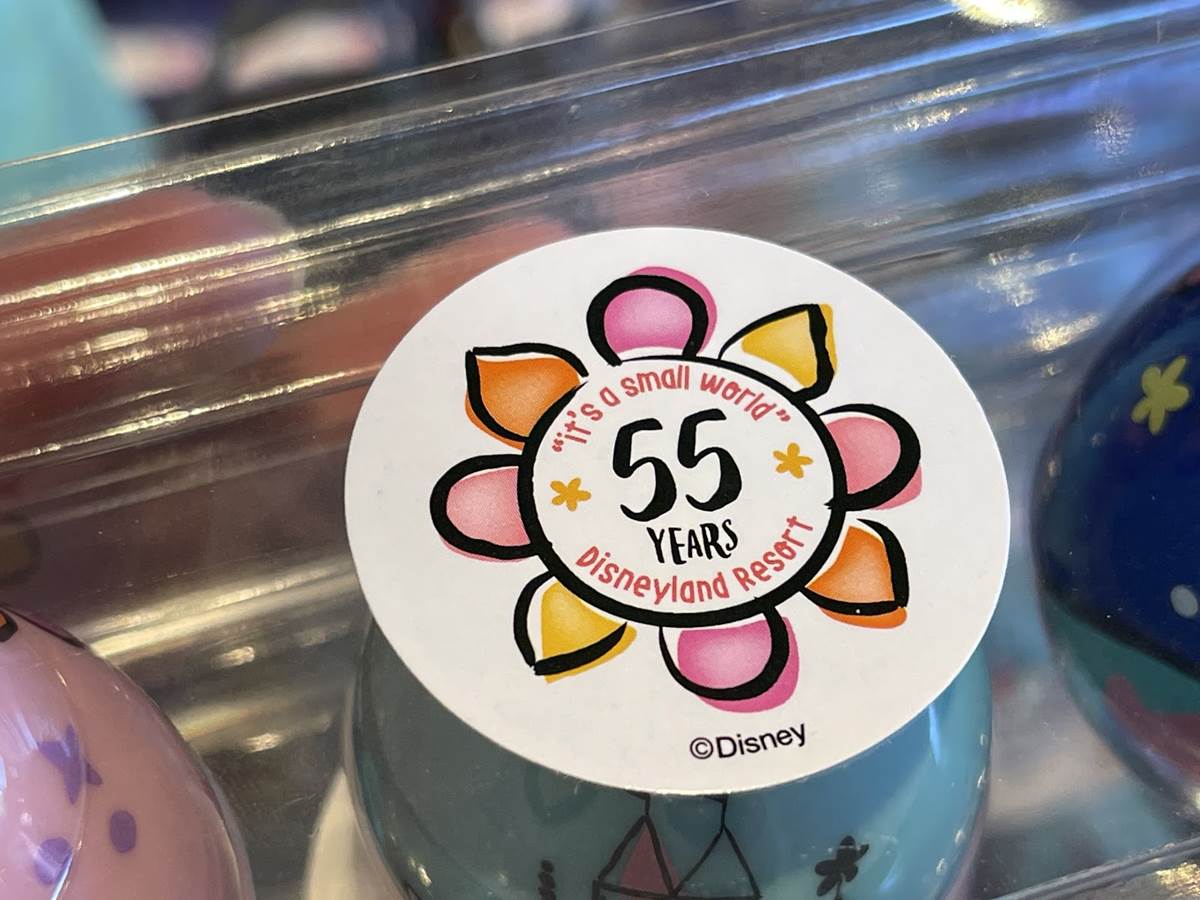 “it's a small world”
55
YEARS
Disneyland Resort
©Disney